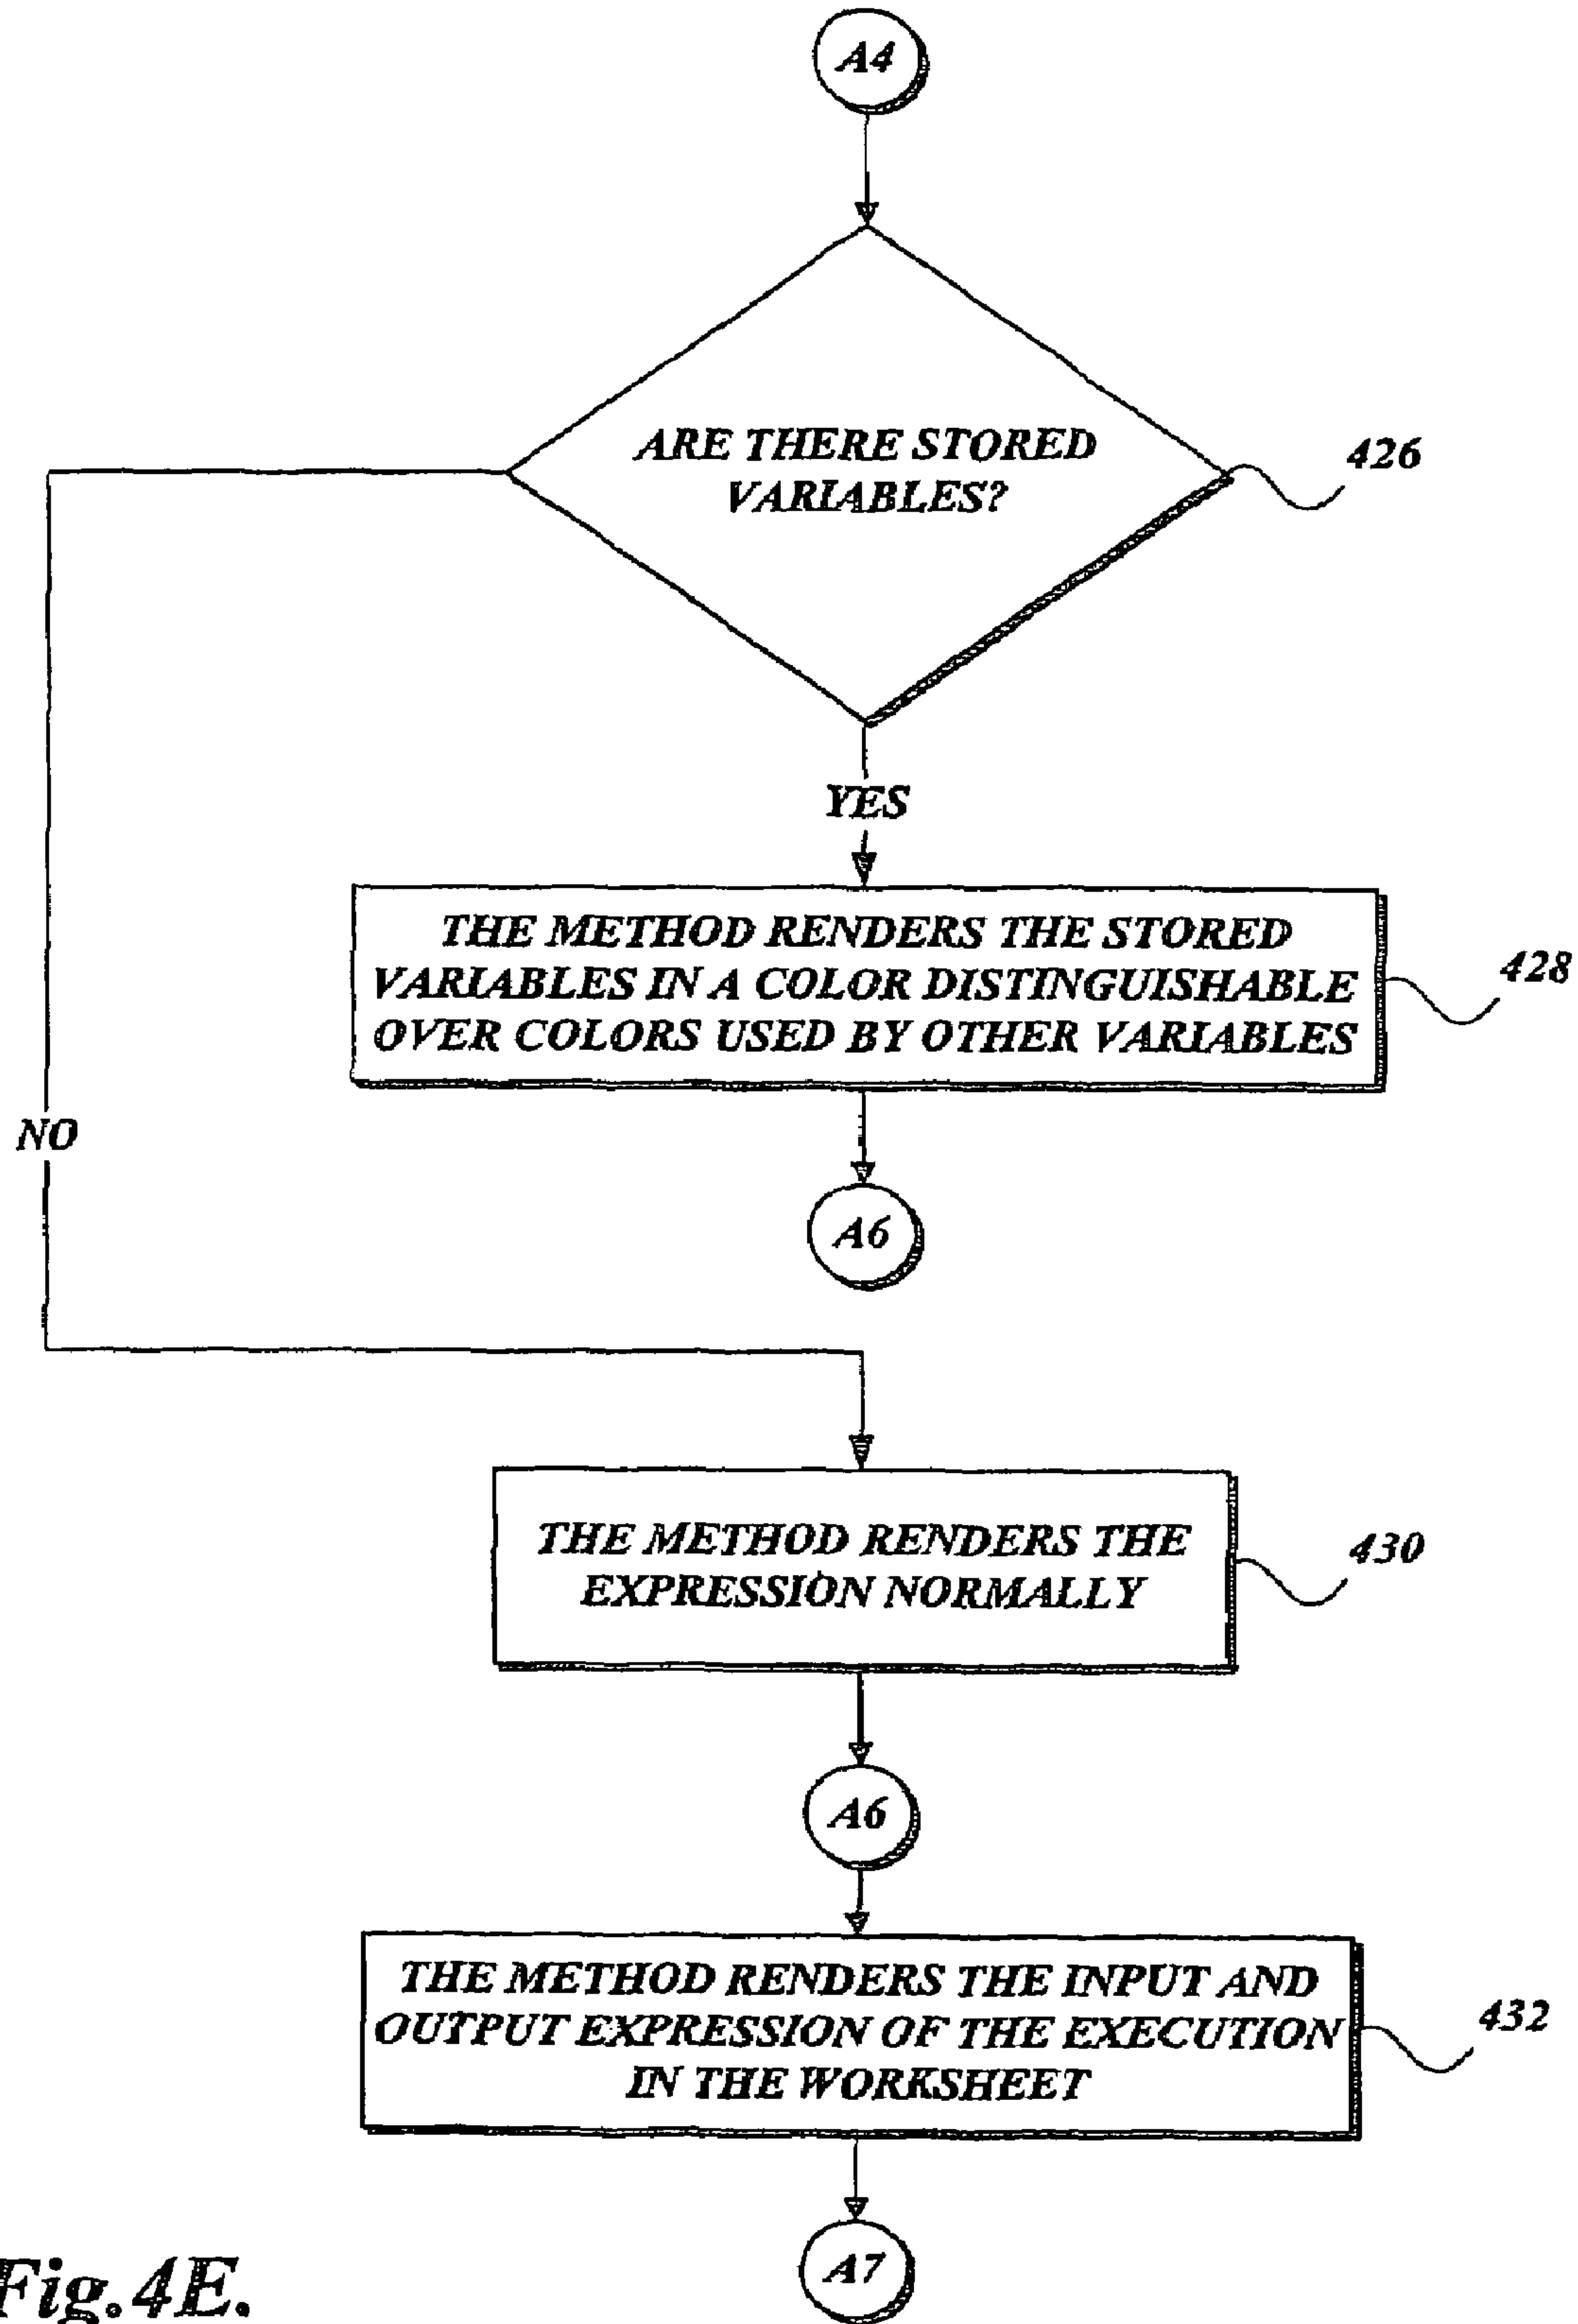 A4
ARE THERE STORED
VARIABLES?
426
YES
THE METHOD RENDERS THE STORED
VARIABLES IN A COLOR DISTINGUISHABLE
OVER COLORS USED BY OTHER VARIABLES
428
NO
A6
THE METHOD RENDERS THE
EXPRESSION NORMALLY
430
A6
THE METHOD RENDERS THE INPUT AND
OUTPUT EXPRESSION OF THE EXECUTION
IN THE WORKSHEET
432
A7
Fig.4E.